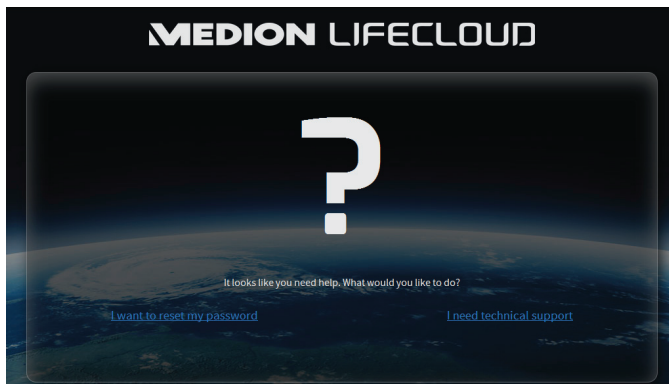 MEDION LIFECLOUD
?
It looks like you need help. What would you like to do?
I want to reset my password
I need technical support